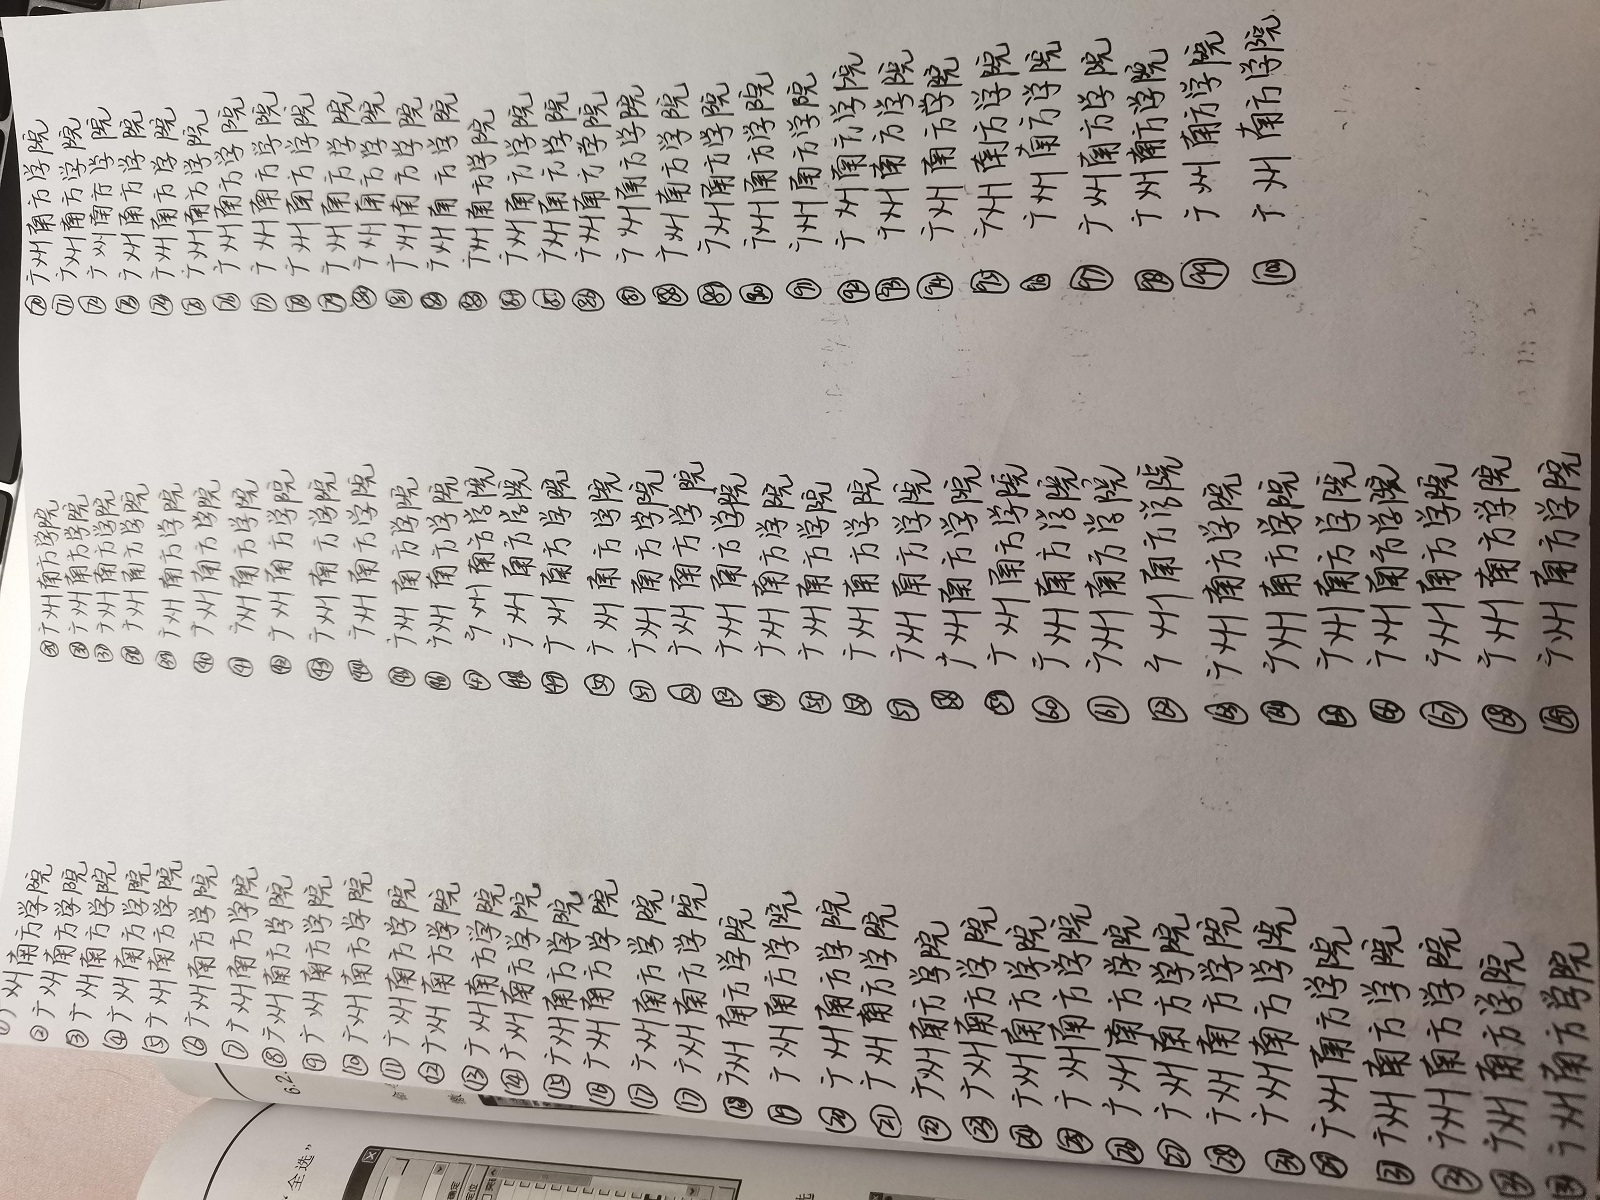 ① 广州南方学院
② 广州南方学院
③ 广州南方学院
④ 广州南方学院
⑤ 广州南方学院
⑥ 广州南方学院
⑦ 广州南方学院
⑧ 广州南方学院
⑨ 广州南方学院
⑩ 广州南方学院
⑪ 广州南方学院
⑫ 广州南方学院
⑬ 广州南方学院
⑭ 广州南方学院
⑮ 广州南方学院
⑯ 广州南方学院
⑰ 广州南方学院
⑰ 广州南方学院
⑱ 广州南方学院
⑲ 广州南方学院
⑳ 广州南方学院
㉑ 广州南方学院
㉒ 广州南方学院
㉓ 广州南方学院
㉔ 广州南方学院
㉕ 广州南方学院
㉖ 广州南方学院
㉗ 广州南方学院
㉘ 广州南方学院
㉚ 广州南方学院
㉙ 广州南方学院
㉛ 广州南方学院
广州南方学院
㉝ 广州南方学院
㉞ 广州南方学院
㉟ 广州南方学院
㊱ 广州南方学院
㊲ 广州南方学院
㊳ 广州南方学院
㊴ 广州南方学院
㊵ 广州南方学院
㊶ 广州南方学院
㊷ 广州南方学院
㊸ 广州南方学院
㊹ 广州南方学院
㊺ 广州南方学院
㊻ 广州南方学院
㊼ 广州南方学院
㊽ 广州南方学院
㊾ 广州南方学院
㊿ 广州南方学院
51 广州南方学院
52 广州南方学院
53 广州南方学院
54 广州南方学院
55 广州南方学院
56 广州南方学院
57 广州南方学院
58 广州南方学院
59 广州南方学院
60 广州南方学院
61 广州南方学院
62 广州南方学院
63 广州南方学院
64 广州南方学院
65 广州南方学院
66 广州南方学院
67 广州南方学院
68 广州南方学院
69 广州南方学院
70 广州南方学院
71 广州南方学院
72 广州南方学院
73 广州南方学院
74 广州南方学院
75 广州南方学院
76 广州南方学院
77 广州南方学院
78 广州南方学院
79 广州南方学院
80 广州南方学院
81 广州南方学院
82 广州南方学院
83 广州南方学院
84 广州南方学院
85 广州南方学院
86 广州南方学院
87 广州南方学院
88 广州南方学院
89 广州南方学院
90 广州南方学院
91 广州南方学院
92 广州南方学院
93 广州南方学院
94 广州南方学院
95 广州南方学院
96 广州南方学院
97 广州南方学院
98 广州南方学院
99 广州南方学院
100 广州南方学院
6.2.
“全选”
确定
定位